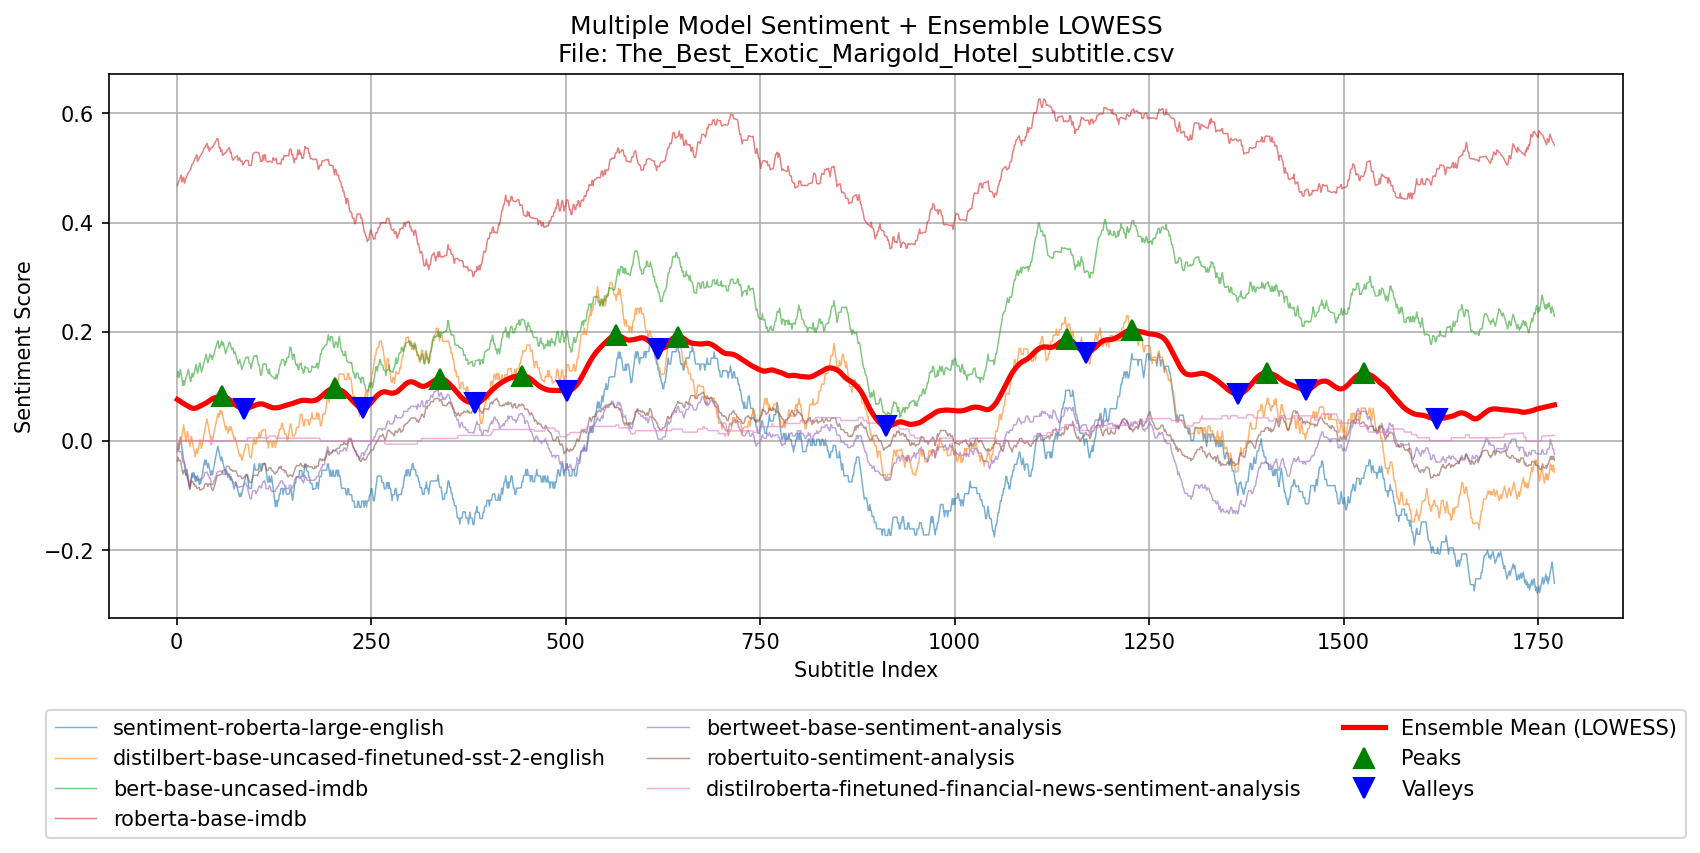 Multiple Model Sentiment + Ensemble LOWESS
File: The_Best_Exotic_Marigold_Hotel_subtitle.csv
Sentiment Score
0.6
0.4
0.2
0.0
−0.2
0 250 500 750 1000 1250 1500 1750
Subtitle Index
sentiment-roberta-large-english
distilbert-base-uncased-finetuned-sst-2-english
bert-base-uncased-imdb
roberta-base-imdb
bertweet-base-sentiment-analysis
robertuito-sentiment-analysis
distilroberta-finetuned-financial-news-sentiment-analysis
Ensemble Mean (LOWESS)
Peaks
Valleys